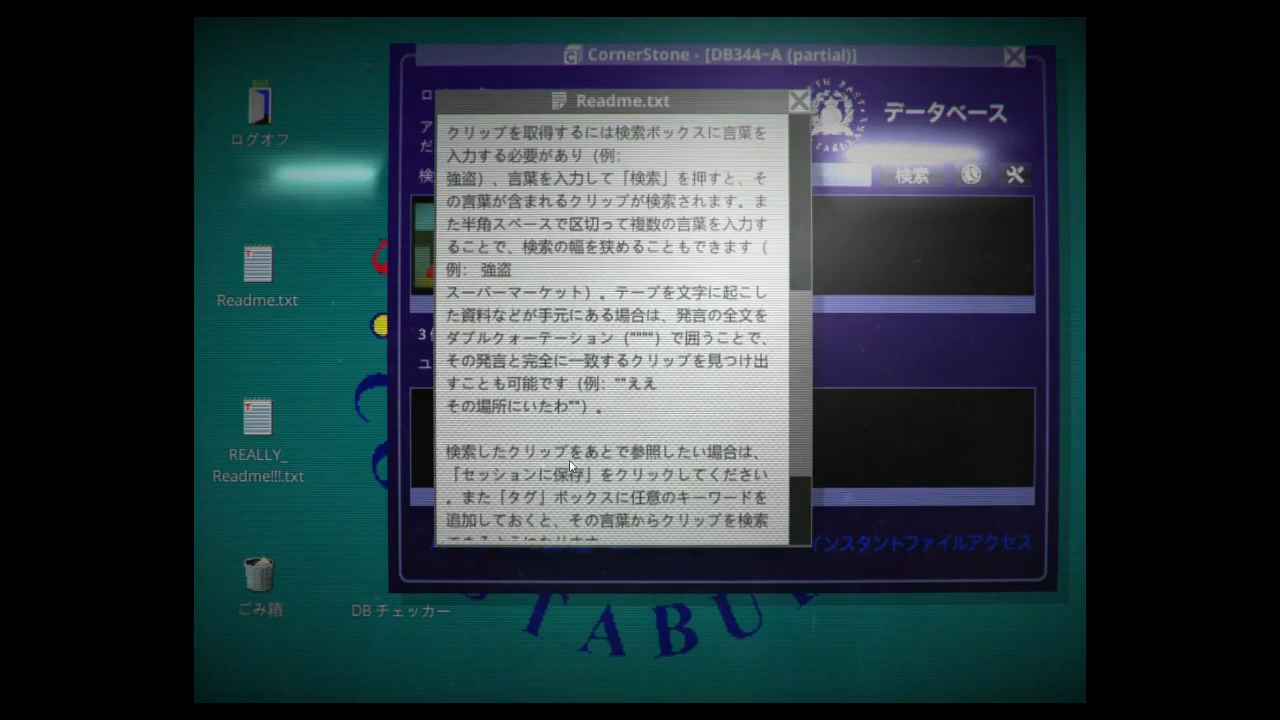 CornerStone - [DB344-A (partial)]
Readme.txt
データベース
検索
クリップを取得するには検索ボックスに言葉を
入力する必要があり（例:
強盗）、言葉を入力して「検索」を押すと、そ
の言葉が含まれるクリップが検索されます。ま
た半角スペースで区切って複数の言葉を入力す
ることで、検索の幅を狭めることもできます（
例:　強盗
スーパーマーケット）。テープを文字に起こし
た資料などが手元にある場合は、発言の全文を
ダブルクォーテーション（""""）で囲うことで、
その発言と完全に一致するクリップを見つけ出
すことも可能です（例: ""ええ
その場所にいたわ""）。
検索したクリップをあとで参照したい場合は、
「セッションに保存」をクリックしてください
。また「タグ」ボックスに任意のキーワードを
追加しておくと、その言葉からクリップを検索
インスタントファイルアクセス
ログオフ
Readme.txt
REALLY_
Readme!!!.txt
ごみ箱
DB チェッカー
TABU